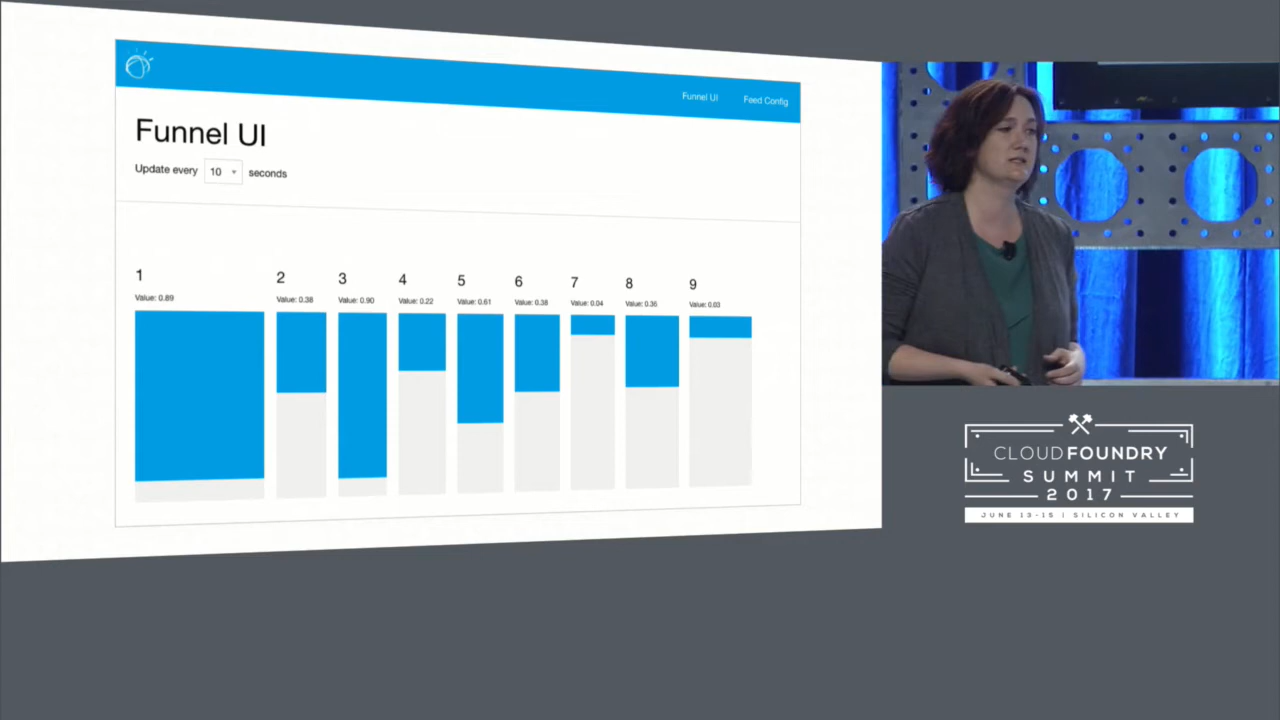 Funnel UI Feed Config
Funnel UI
Update every 10 seconds
1 2 3 4 5 6 7 8 9
Value: 0.89 Value: 0.38 Value: 0.90 Value: 0.22 Value: 0.61 Value: 0.38 Value: 0.04 Value: 0.35 Value: 0.03
CLOUD FOUNDRY
SUMMIT
2017
JUNE 13-15 | SILICON VALLEY